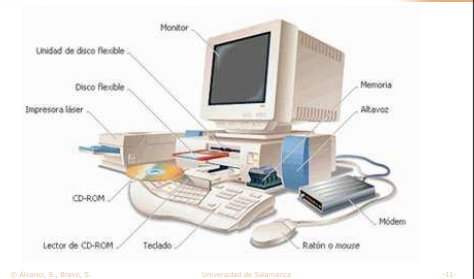 Monitor
Unidad de disco flexible
Disco flexible
Impresora láser
Memoria
Altavoz
CD-ROM
Módem
Lector de CD-ROM
Teclado
Ratón o mouse
© Álvarez, S., Bravo, S.
Universidad de Salamanca
-11-